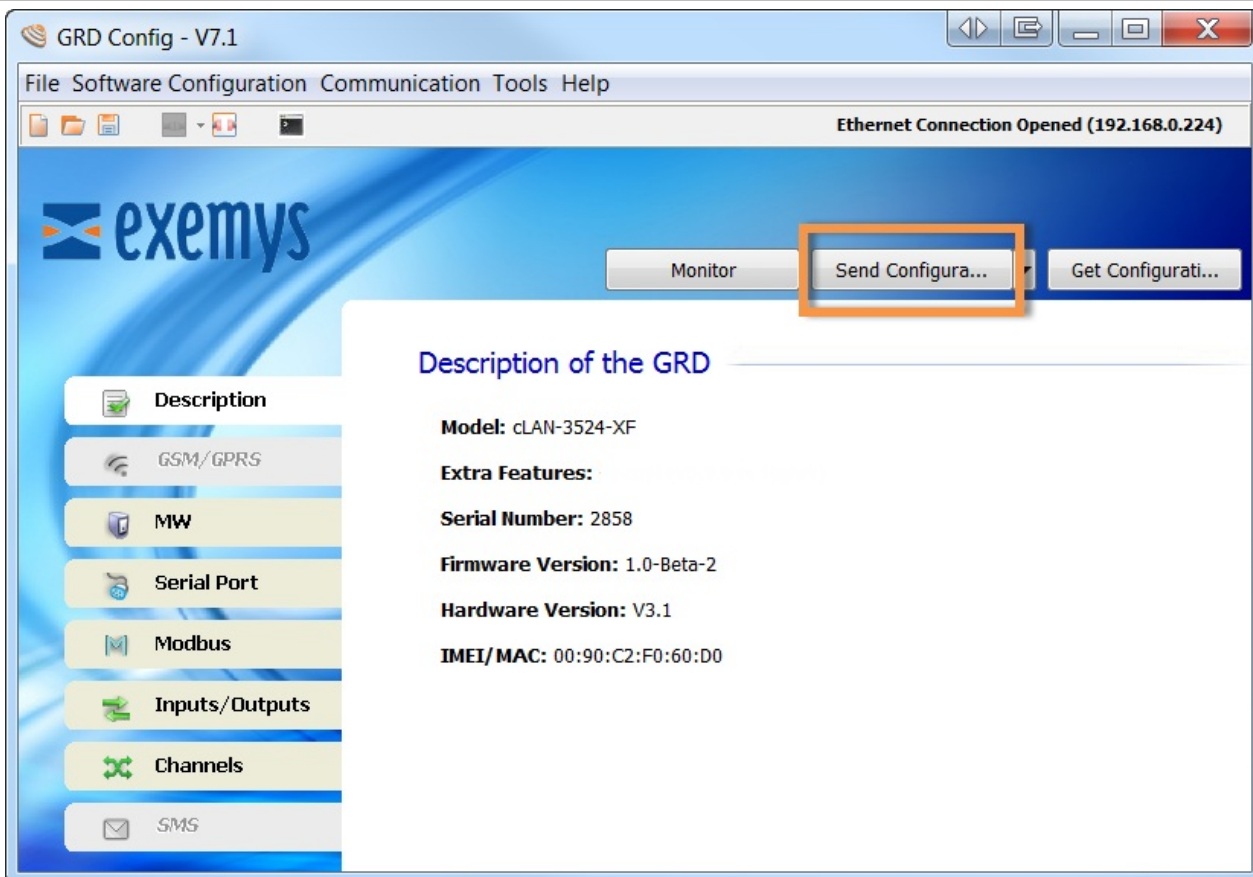 GRD Config - V7.1
File Software Configuration Communication Tools Help
Ethernet Connection Opened (192.168.0.224)
exemys
Monitor
Send Configura...
Get Configurati...
Description of the GRD
Description
GSM/GPRS
MW
Serial Port
Modbus
Inputs/Outputs
Channels
SMS
Model: cLAN-3524-XF
Extra Features:
Serial Number: 2858
Firmware Version: 1.0-Beta-2
Hardware Version: V3.1
IMEI/MAC: 00:90:C2:F0:60:D0